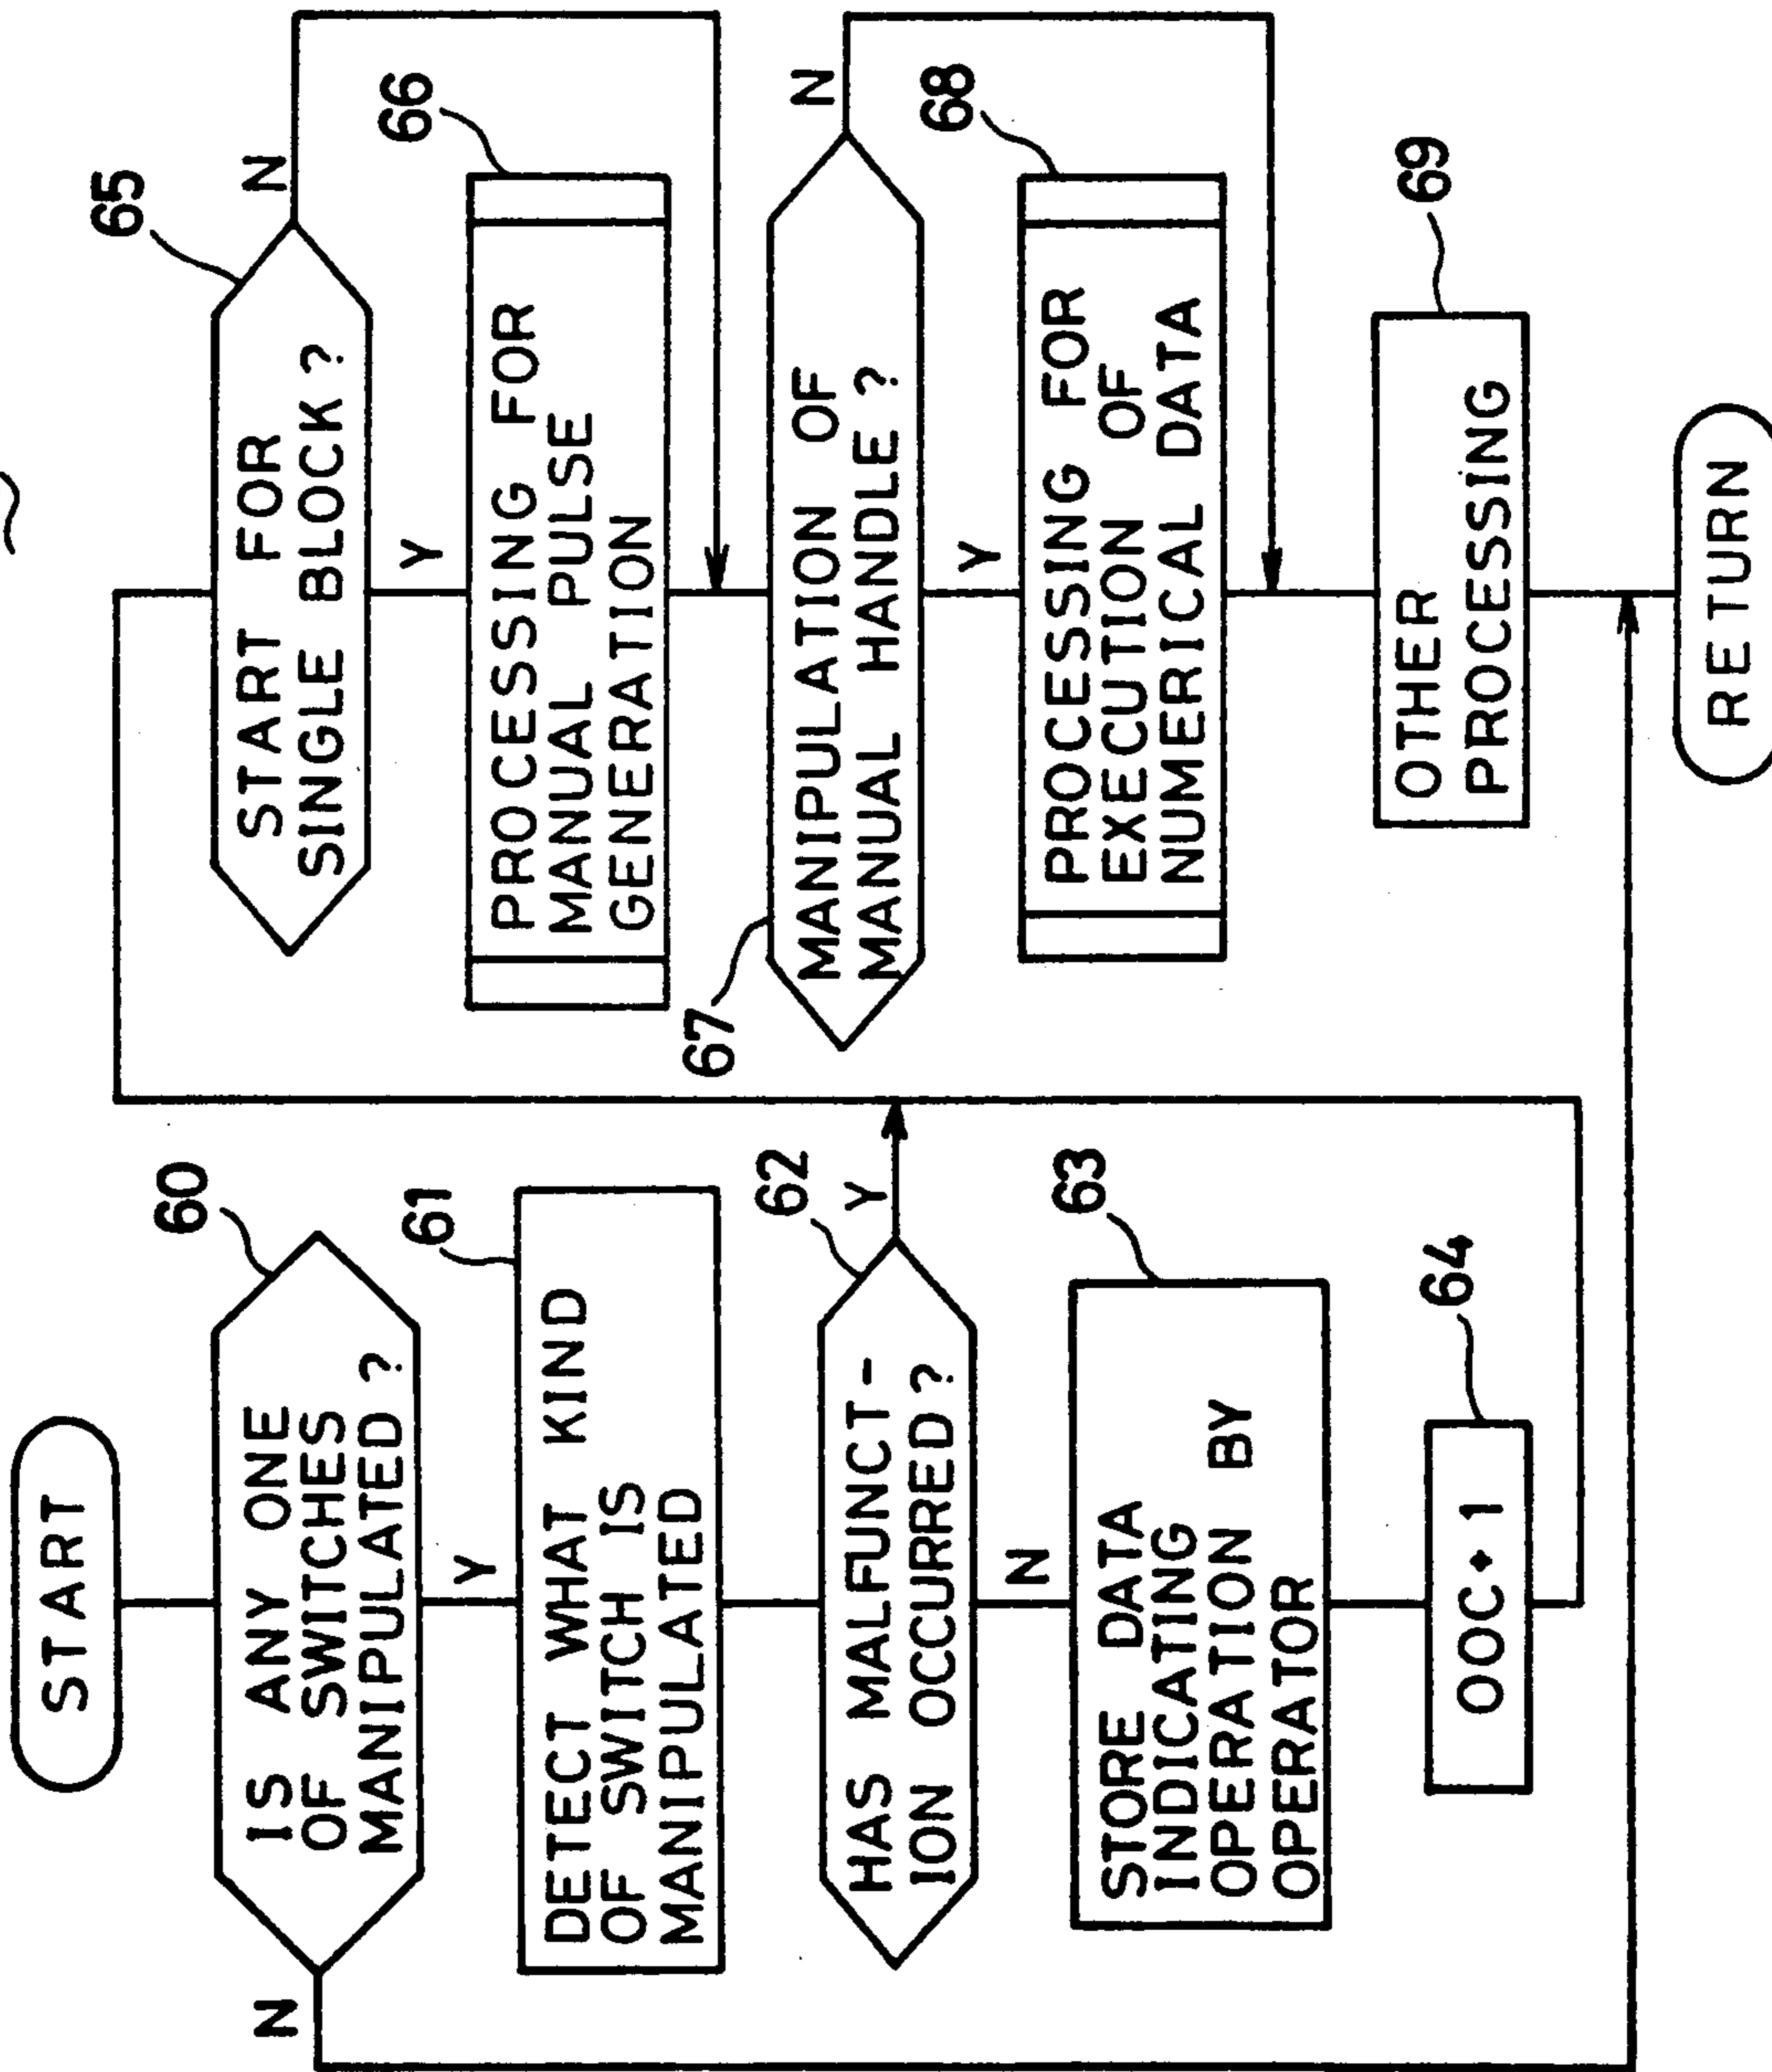 START
60
IS ANY ONE
OF SWITCHES
MANIPULATED?
N
Y
61
DETECT WHAT KIND
OF SWITCH IS
MANIPULATED
62
HAS MALFUNCT-
ION OCCURRED?
Y
N
63
STORE DATA
INDICATING
OPERATION BY
OPERATOR
64
OOC+1
65
START FOR
SINGLE BLOCK?
N
Y
66
PROCESSING FOR
MANUAL PULSE
GENERATION
67
MANIPULATION OF
MANUAL HANDLE?
N
Y
68
PROCESSING FOR
EXECUTION OF
NUMERICAL DATA
69
OTHER
PROCESSING
RETURN